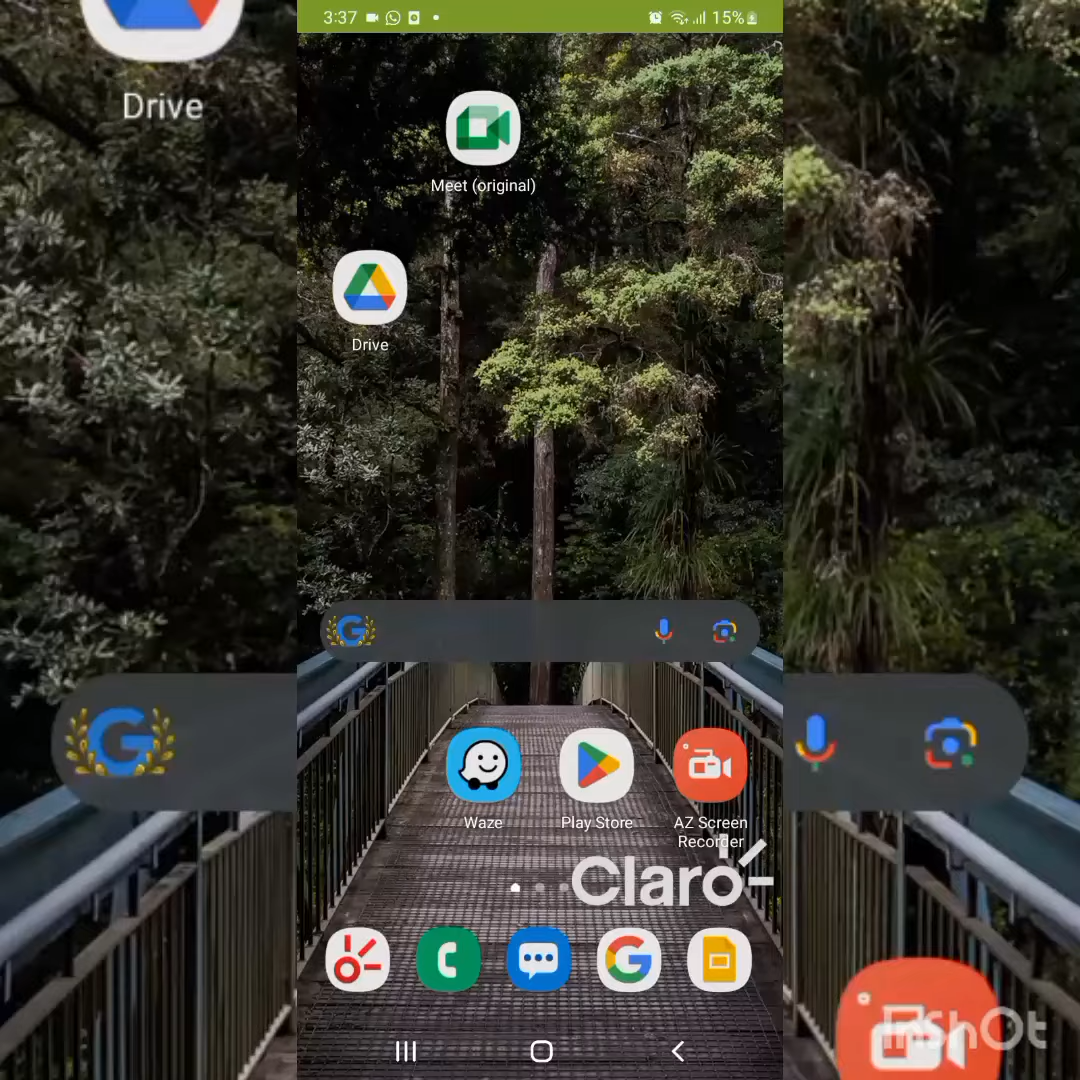 3:37
15%
Drive
Meet (original)
Drive
Waze
Play Store
AZ Screen
Recorder
Claro
InShOt